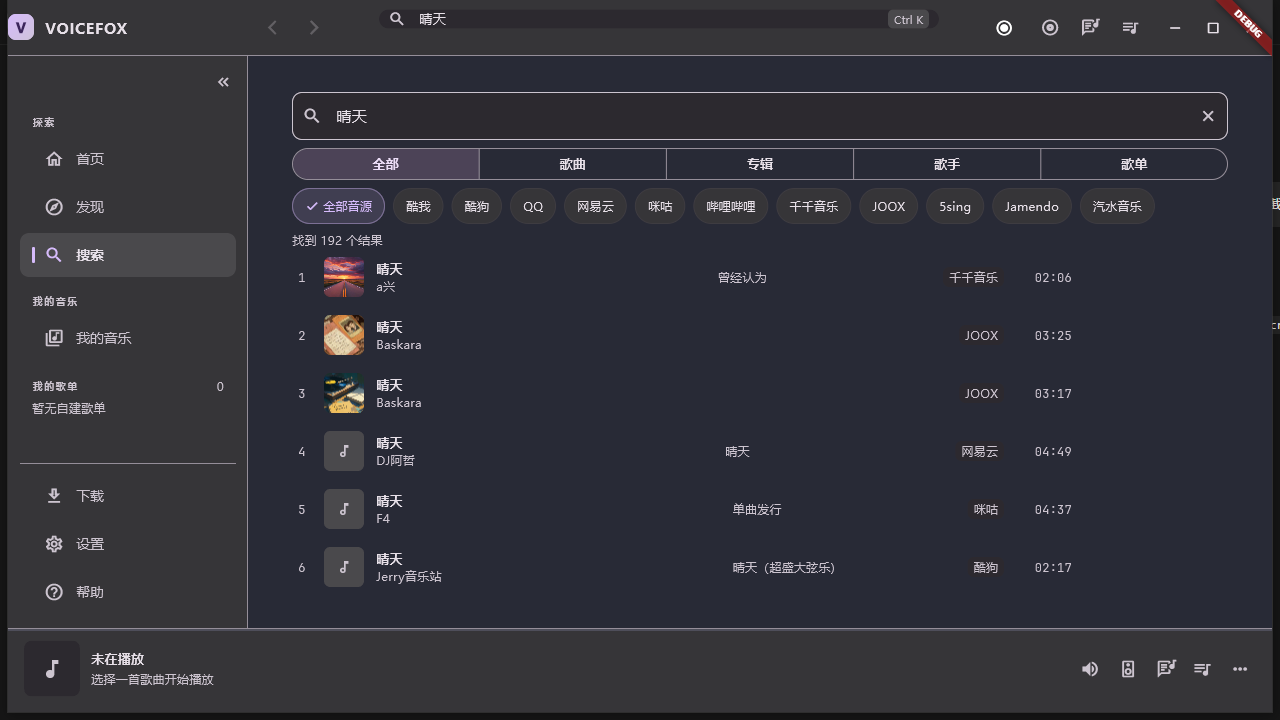 V VOICEFOX
晴天
Ctrl K
DEBUG
探索
首页
发现
搜索
我的音乐
我的音乐
我的歌单 0
暂无自建歌单
下载
设置
帮助
晴天
全部 歌曲 专辑 歌手 歌单
全部音源 酷我 酷狗 QQ 网易云 咪咕 哔哩哔哩 千千音乐 JOOX 5sing Jamendo 汽水音乐
找到 192 个结果
1 晴天 曾经认为 千千音乐 02:06
a兴
2 晴天 JOOX 03:25
Baskara
3 晴天 JOOX 03:17
Baskara
4 晴天 晴天 网易云 04:49
DJ阿哲
5 晴天 单曲发行 咪咕 04:37
F4
6 晴天 晴天（超盛大弦乐） 酷狗 02:17
Jerry音乐站
未在播放
选择一首歌曲开始播放